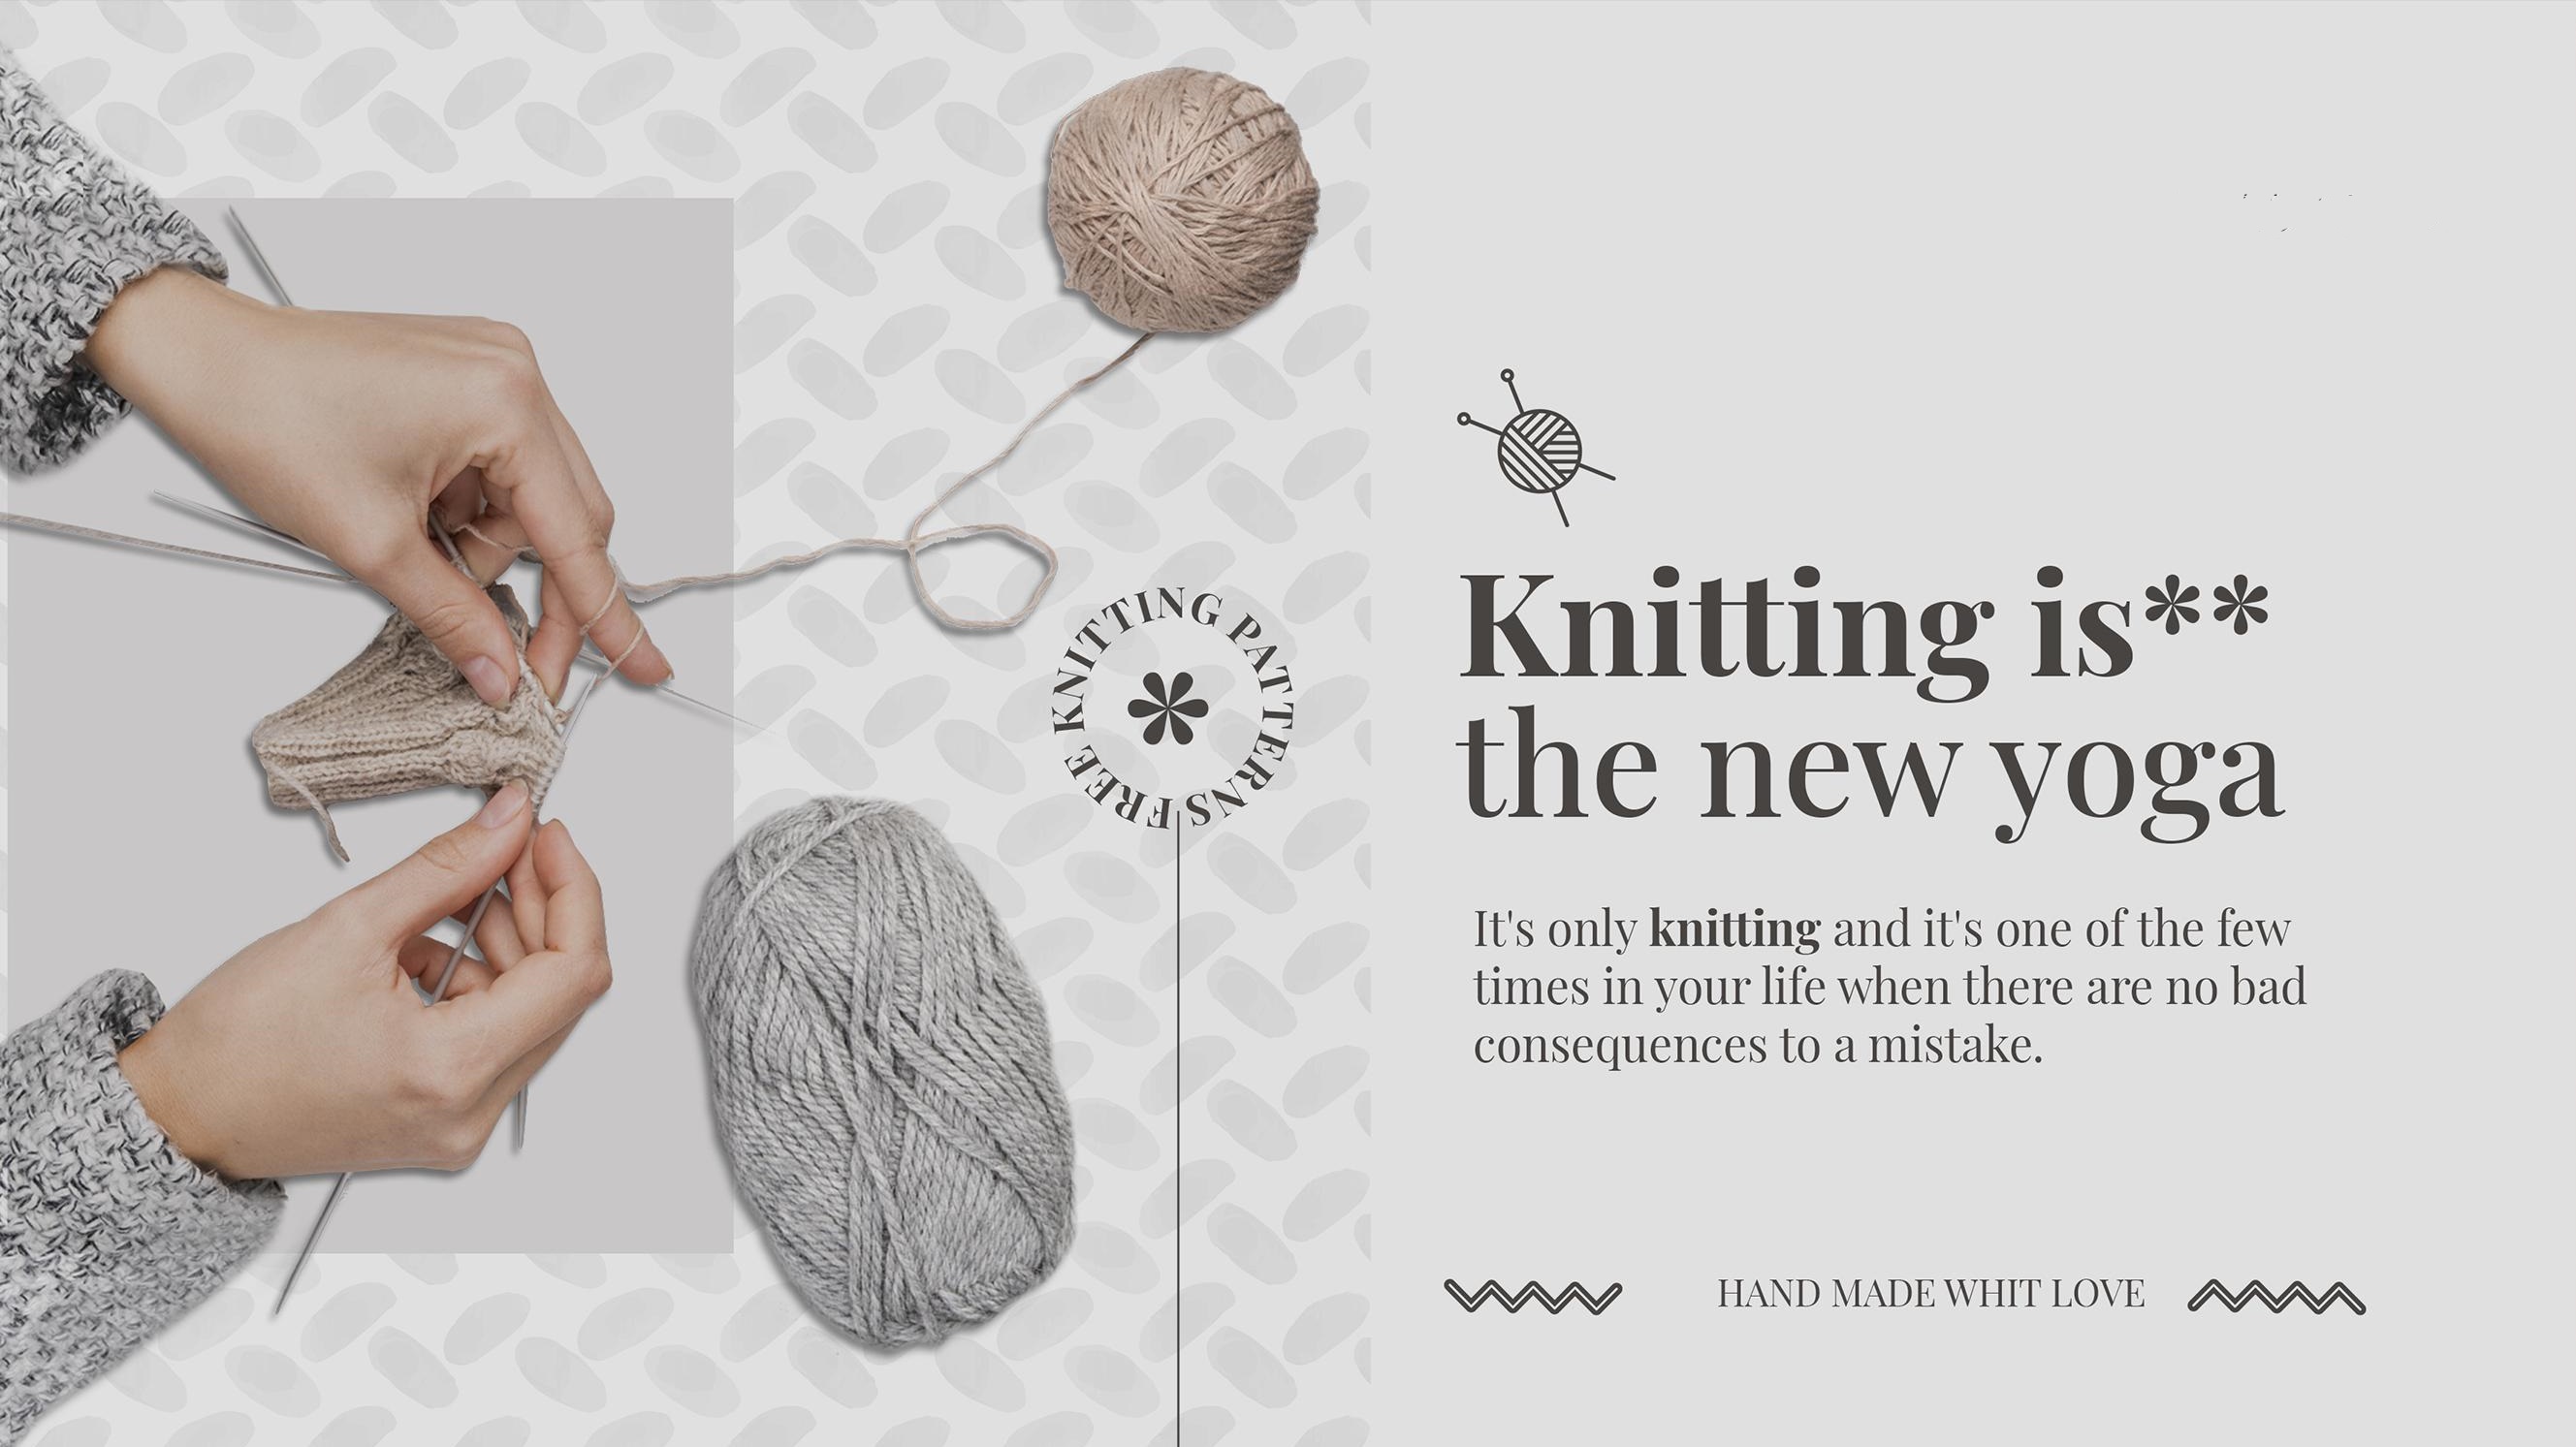 FREE KNITTING PATTERNS
*
Knitting is**
the new yoga
It's only knitting and it's one of the few
times in your life when there are no bad
consequences to a mistake.
HAND MADE WHIT LOVE